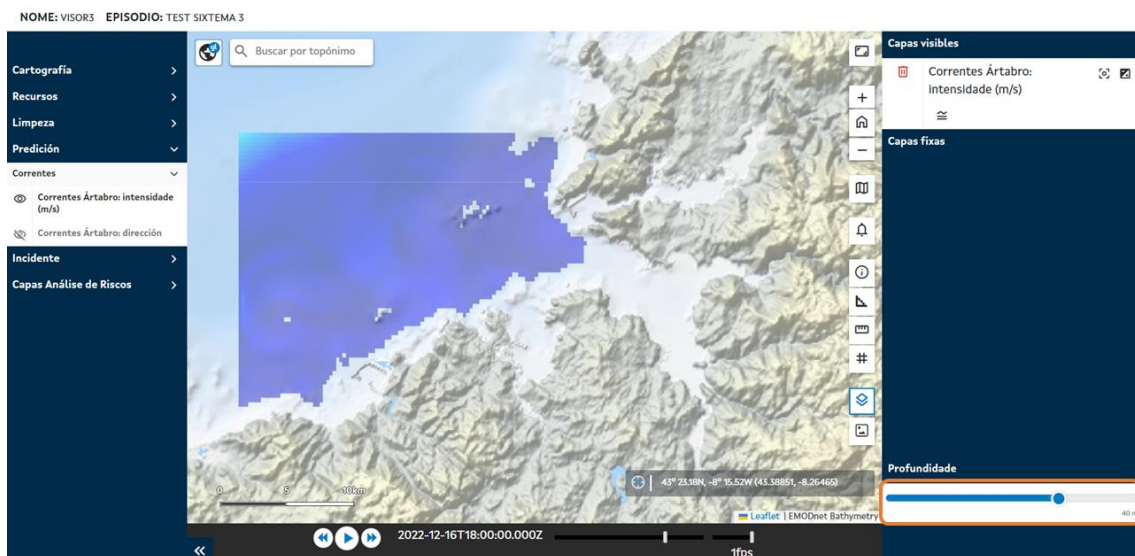 NOME: VISOR3 EPISODIO: TEST SIXTEMA 3
Cartografía
Recursos
Limpeza
Predición
Correntes
Correntes Ártabro: intensidade
(m/s)
Correntes Ártabro: dirección
Incidente
Capas Análise de Riscos
gl
Buscar por topónimo
0 5 10km
43° 23.18N, -8° 15.52W (43.38851, -8.26465)
Leaflet | EMODnet Bathymetry
2022-12-16T18:00:00.000Z
1fps
Capas visibles
Correntes Ártabro:
intensidade (m/s)
Capas fixas
Profundidade
40 m